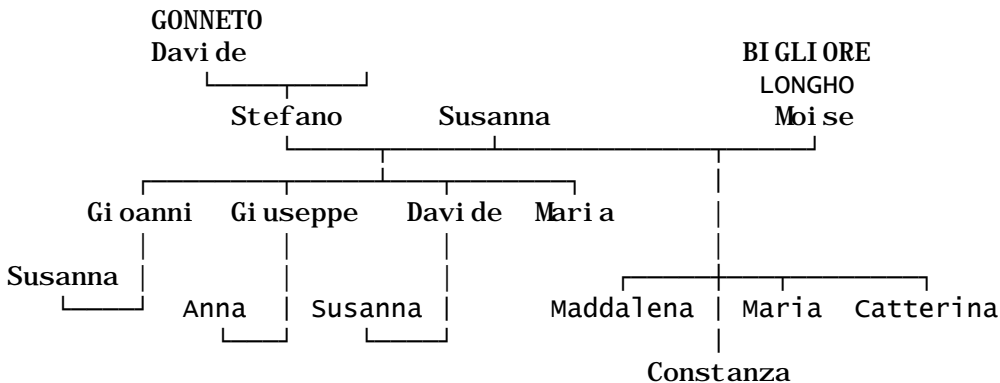 GONNETO
Davide BIGLIORE
LONGHO
Stefano Susanna Moise
Gioanni Giuseppe Davide Maria
Susanna
Anna Susanna Maddalena Maria Catterina
Constanza